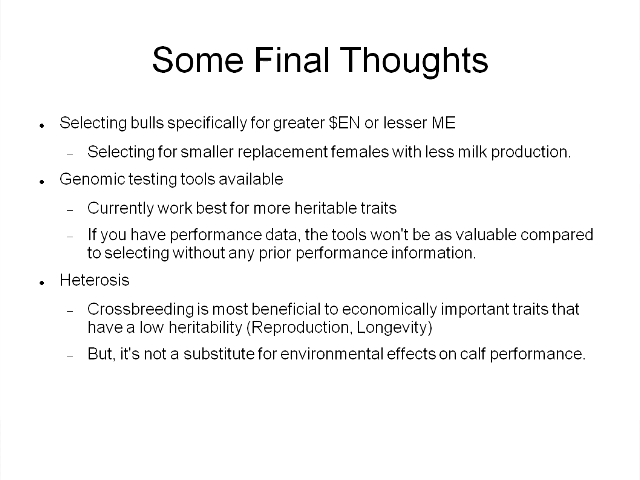 Some Final Thoughts
• Selecting bulls specifically for greater $EN or lesser ME
– Selecting for smaller replacement females with less milk production.
• Genomic testing tools available
– Currently work best for more heritable traits
– If you have performance data, the tools won't be as valuable compared
to selecting without any prior performance information.
• Heterosis
– Crossbreeding is most beneficial to economically important traits that
have a low heritability (Reproduction, Longevity)
– But, it's not a substitute for environmental effects on calf performance.